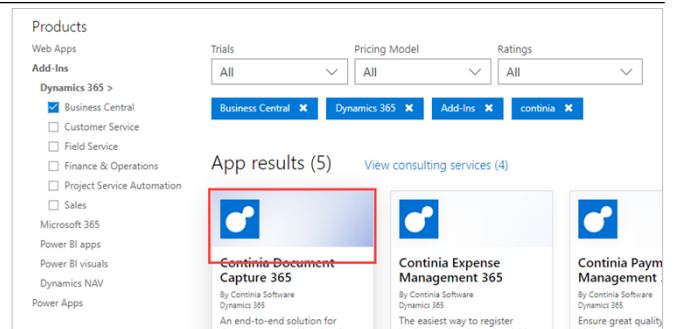 Products
Web Apps
Add-Ins
Dynamics 365 >
Business Central
Customer Service
Field Service
Finance & Operations
Project Service Automation
Sales
Microsoft 365
Power BI apps
Power BI visuals
Dynamics NAV
Power Apps
Trials Pricing Model Ratings
All All All
Business Central ✖ Dynamics 365 ✖ Add-Ins ✖ continia ✖
App results (5) View consulting services (4)
Continia Document
Capture 365
By Continia Software
Dynamics 365
An end-to-end solution for
Continia Expense
Management 365
By Continia Software
Dynamics 365
The easiest way to register
Continia Paym
Management
By Continia Software
Dynamics 365
Ensure great quality